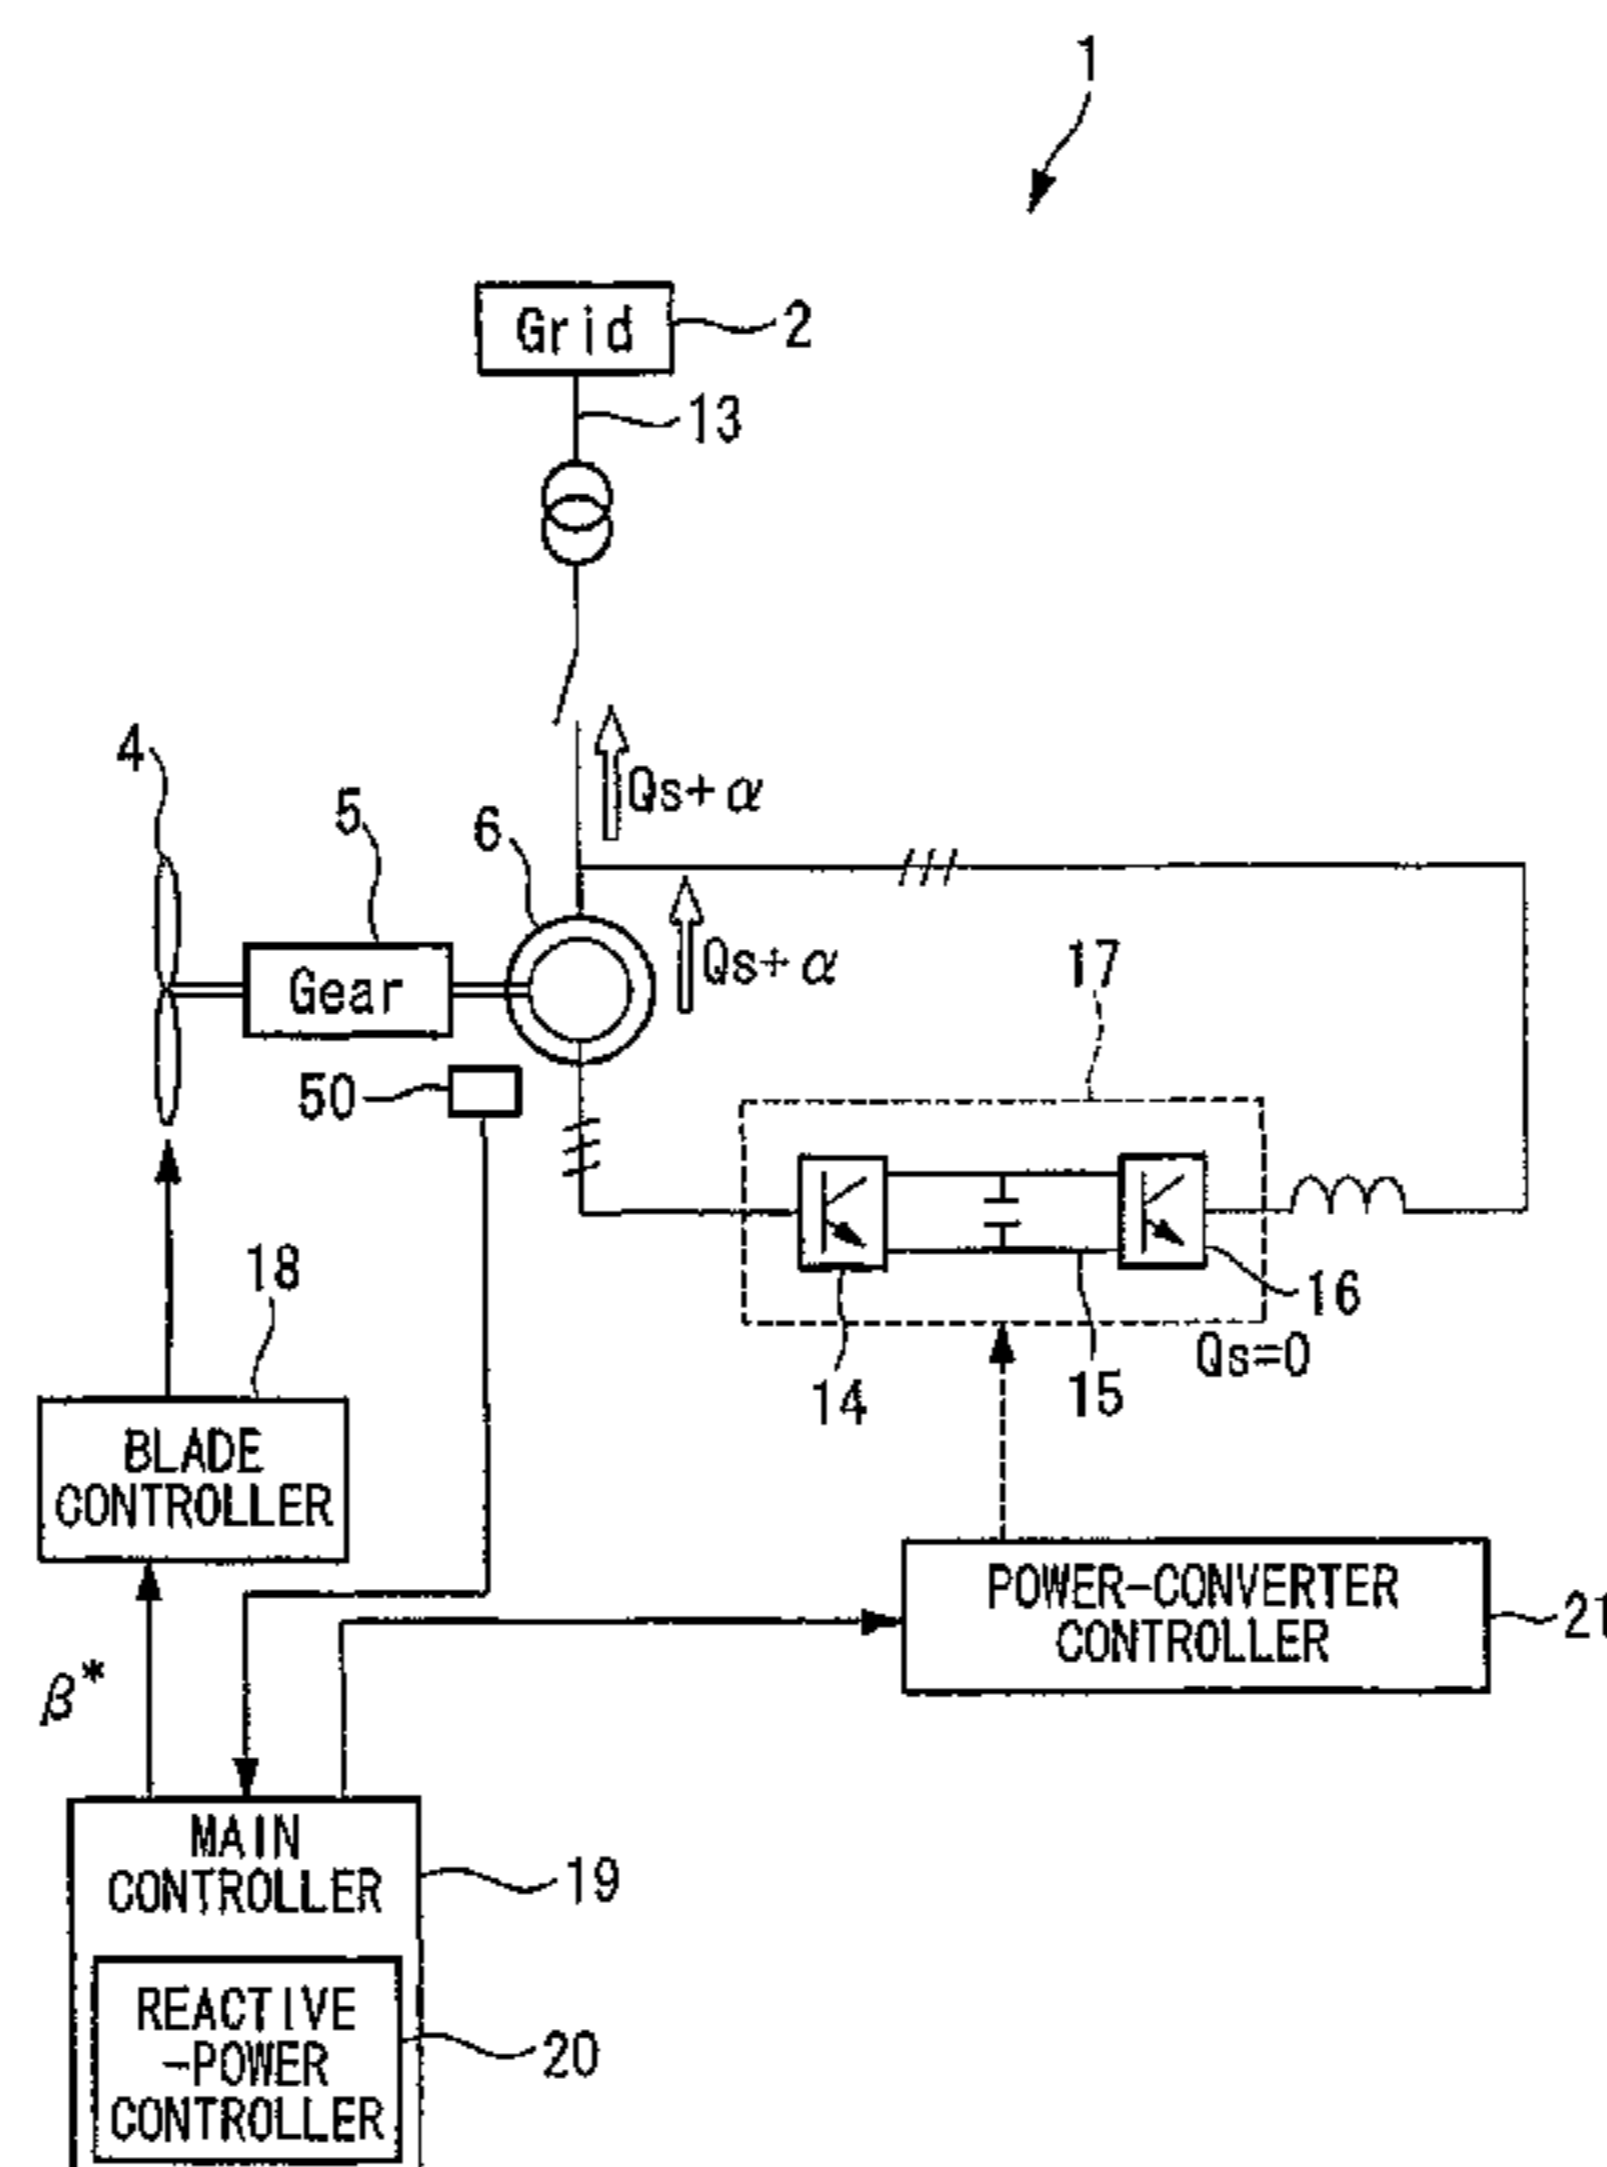 1
Grid
2
13
4
5
6
Qs+α
Gear
Qs+α
17
50
18
16
Qs=0
14
15
BLADE
CONTROLLER
POWER-CONVERTER
CONTROLLER
21
β*
MAIN
CONTROLLER
19
REACTIVE
-POWER
CONTROLLER
20